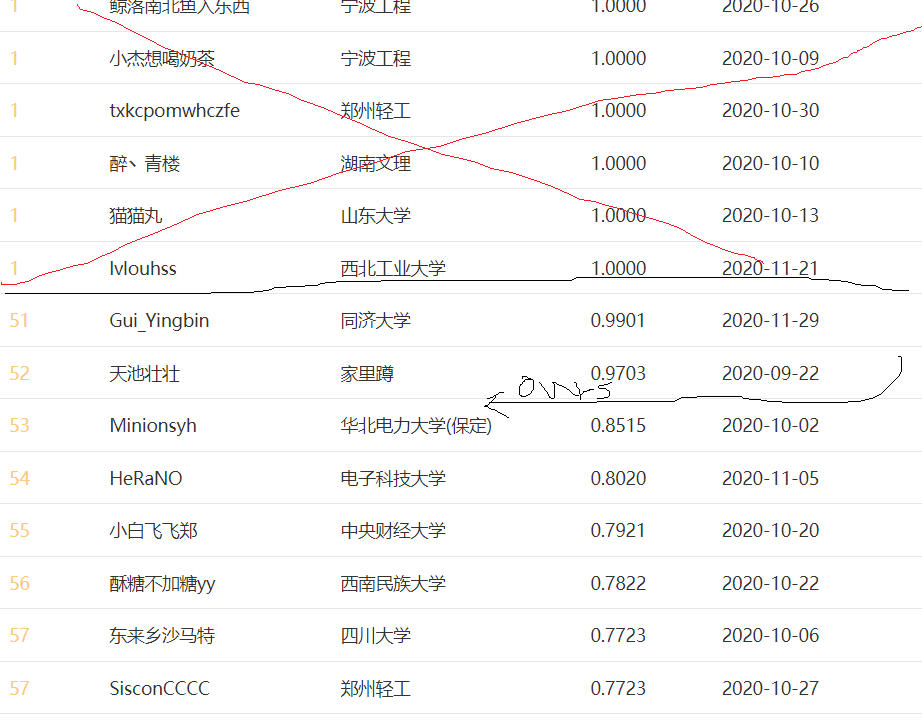 1 鲸落南北鱼入东西 宁波工程 1.0000 2020-10-26
1 小杰想喝奶茶 宁波工程 1.0000 2020-10-09
1 txkcpomwhczfe 郑州轻工 1.0000 2020-10-30
1 醉丶青楼 湖南文理 1.0000 2020-10-10
1 猫猫丸 山东大学 1.0000 2020-10-13
1 lvlouhss 西北工业大学 1.0000 2020-11-21
51 Gui_Yingbin 同济大学 0.9901 2020-11-29
52 天池壮壮 家里蹲 0.9703 2020-09-22
ours
53 Minionsyh 华北电力大学(保定) 0.8515 2020-10-02
54 HeRaNO 电子科技大学 0.8020 2020-11-05
55 小白飞飞郑 中央财经大学 0.7921 2020-10-20
56 酥糖不加糖yy 西南民族大学 0.7822 2020-10-22
57 东来乡沙马特 四川大学 0.7723 2020-10-06
57 SisconCCCC 郑州轻工 0.7723 2020-10-27